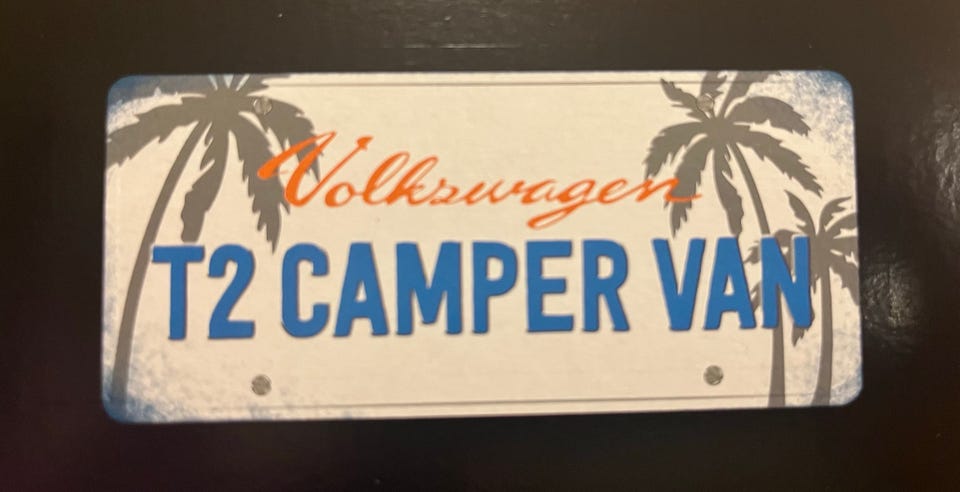 Volkswagen
T2 CAMPER VAN